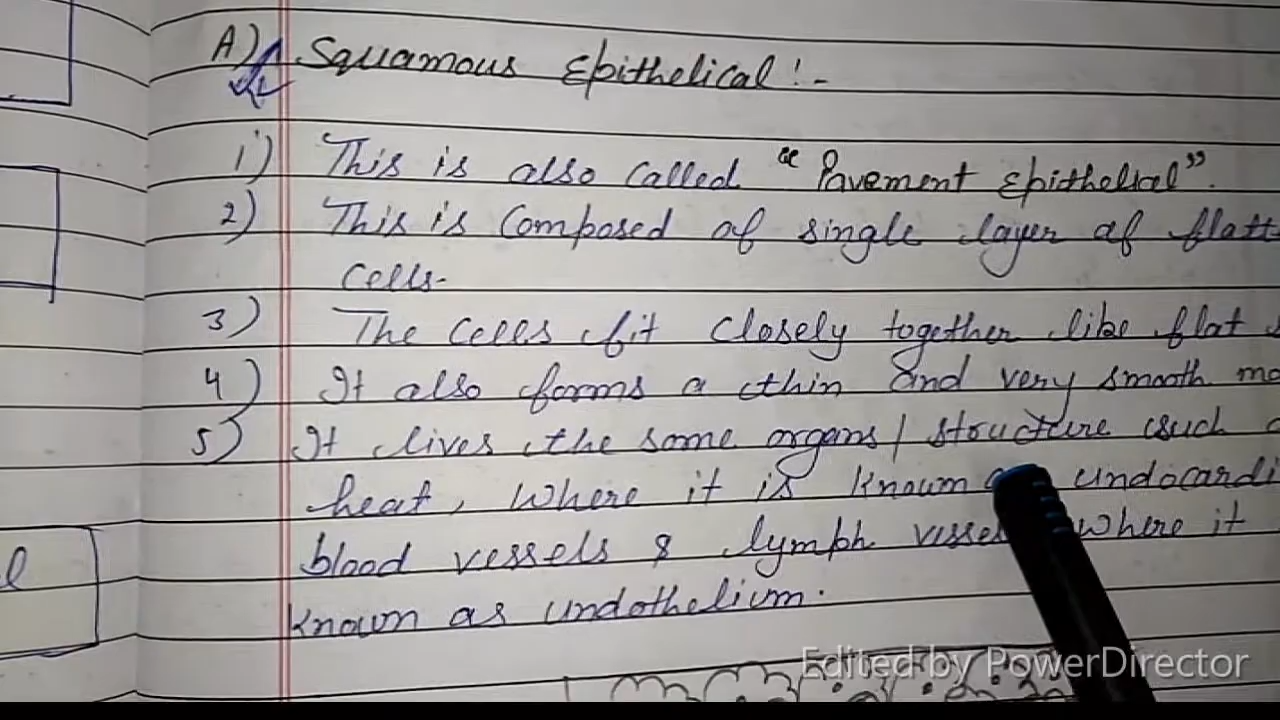 A) Squamous Epithelical :-
1) This is also called "Pavement Epithelial".
2) This is Composed of single layer of flatt
cells.
3) The cells fit closely together like flat
4) It also forms a thin and very smooth
5) It lives the some organs/ structure such
heat, where it is known undocardi
blood vessels & lymph vessels where it
known as undothelium.
Edited by PowerDirector
l